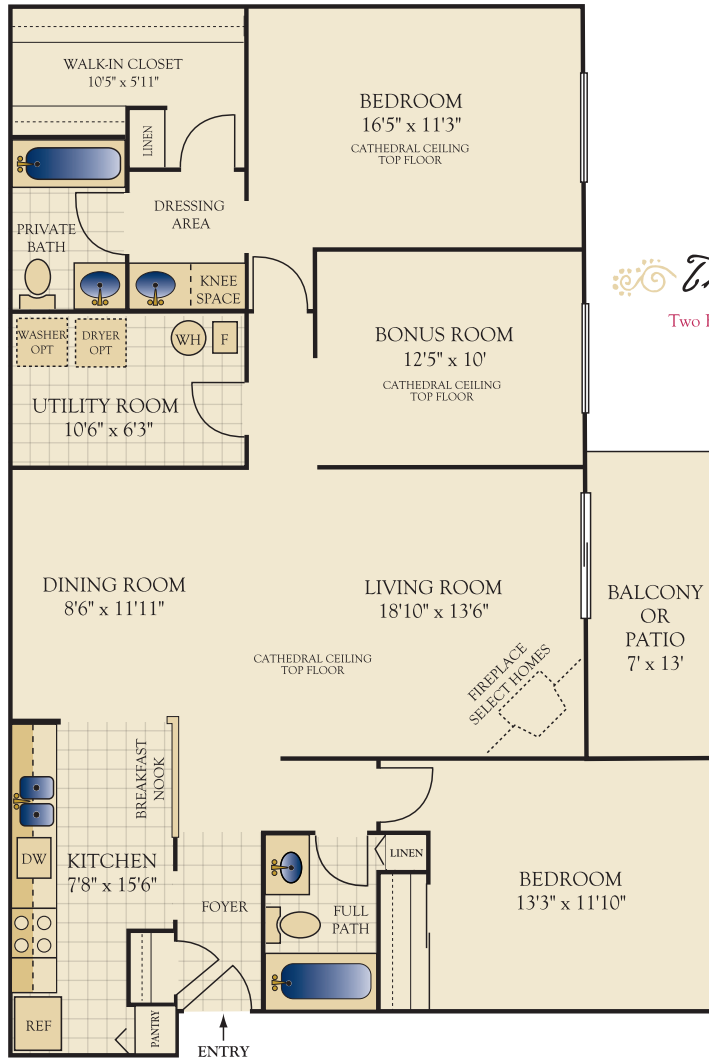 WALK-IN CLOSET
10'5" x 5'11"
LINEN
BEDROOM
16'5" x 11'3"
CATHEDRAL CEILING
TOP FLOOR
DRESSING
AREA
PRIVATE
BATH
KNEE
SPACE
Two
WASHER
OPT
DRYER
OPT
WH
F
UTILITY ROOM
10'6" x 6'3"
BONUS ROOM
12'5" x 10'
CATHEDRAL CEILING
TOP FLOOR
DINING ROOM
8'6" x 11'11"
LIVING ROOM
18'10" x 13'6"
BALCONY
OR
PATIO
7' x 13'
CATHEDRAL CEILING
TOP FLOOR
FIREPLACE
SELECT HOMES
BREAKFAST
NOOK
DW
KITCHEN
7'8" x 15'6"
FOYER
LINEN
FULL
PATH
BEDROOM
13'3" x 11'10"
REF
PANTRY
ENTRY